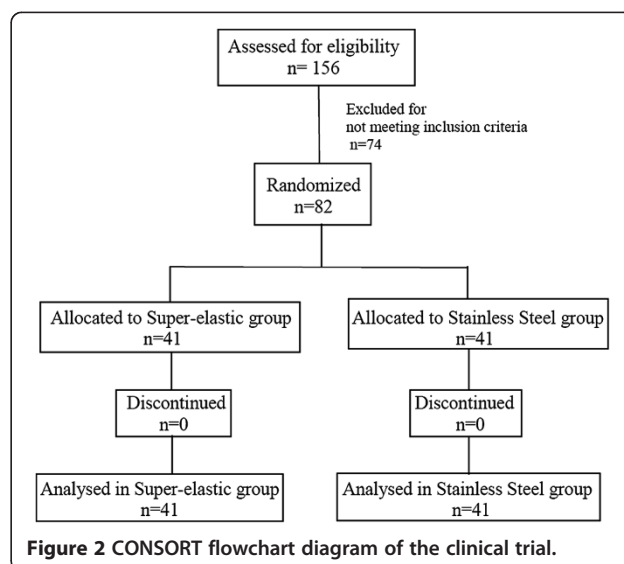 Assessed for eligibility
n= 156
Excluded for
not meeting inclusion criteria
n=74
Randomized
n=82
Allocated to Super-elastic group
n=41
Allocated to Stainless Steel group
n=41
Discontinued
n=0
Discontinued
n=0
Analysed in Super-elastic group
n=41
Analysed in Stainless Steel group
n=41
Figure 2 CONSORT flowchart diagram of the clinical trial.